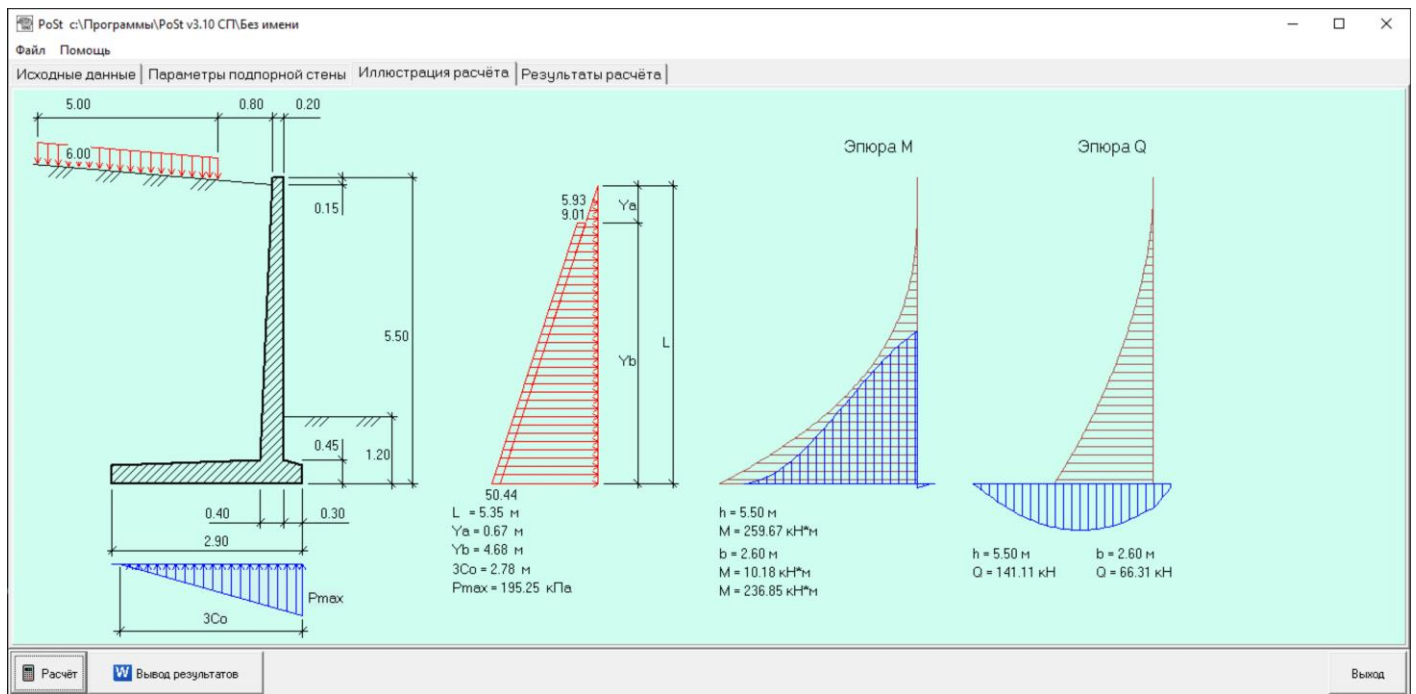 PoSt c:\Программы\PoSt v3.10 СП\Без имени
Файл Помощь
Исходные данные Параметры подпорной стены Иллюстрация расчёта Результаты расчёта
5.00 0.80 0.20
6.00
0.15
5.50
0.45
1.20
0.40 0.30
2.90
Pmax
3Co
5.93
9.01
Ya
Yb
L
50.44
L = 5.35 м
Ya = 0.67 м
Yb = 4.68 м
3Co = 2.78 м
Pmax = 195.25 кПа
Эпюра М
h = 5.50 м
M = 259.67 кН*м
b = 2.60 м
M = 10.18 кН*м
M = 236.85 кН*м
Эпюра Q
h = 5.50 м b = 2.60 м
Q = 141.11 кН Q = 66.31 кН
Расчёт W Вывод результатов Выход